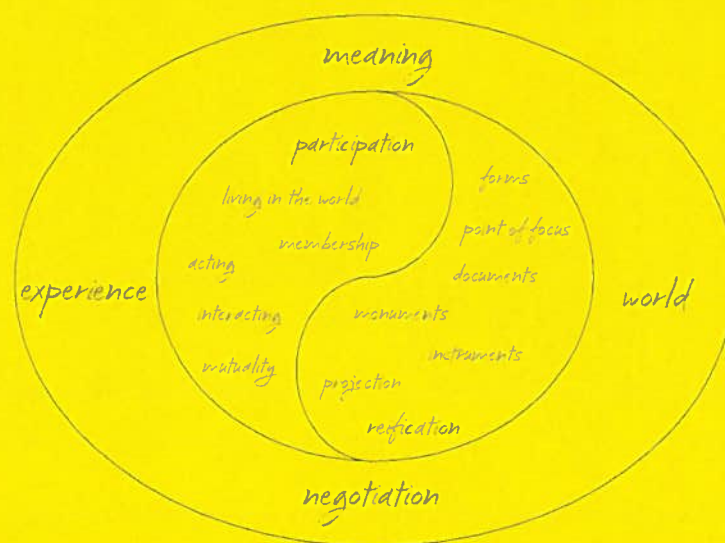 meaning
participation
living in the world
forms
membership
point of focus
acting
documents
experience
world
interacting
monuments
mutuality
instruments
projection
reification
negotiation